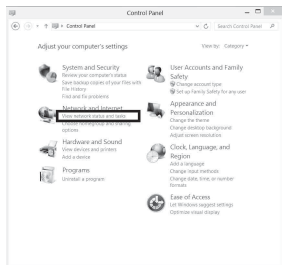 Control Panel
Control Panel
Search Control Panel
Adjust your computer's settings
View by: Category
System and Security
Review your computer's status
Save backup copies of your files with
File History
Find and fix problems
Network and Internet
View network status and tasks
Choose homegroup and sharing
options
Hardware and Sound
View devices and printers
Add a device
Programs
Uninstall a program
User Accounts and Family
Safety
Change account type
Set up Family Safety for any user
Appearance and
Personalization
Change the theme
Change desktop background
Adjust screen resolution
Clock, Language, and
Region
Add a language
Change input methods
Change date, time, or number
formats
Ease of Access
Let Windows suggest settings
Optimize visual display